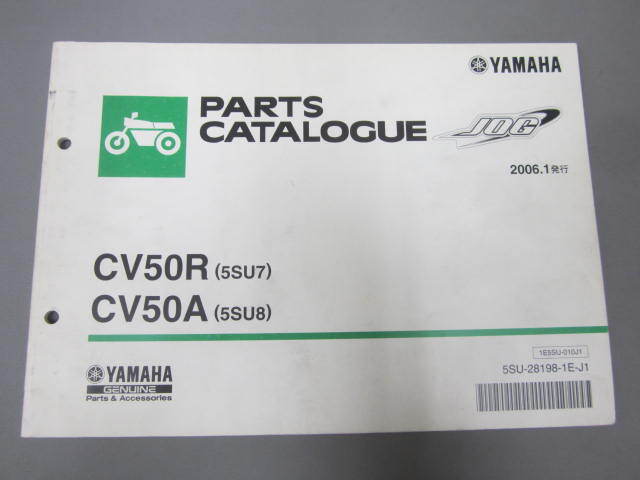 YAMAHA
PARTS
CATALOGUE
JOG
2006.1発行
CV50R (5SU7)
CV50A (5SU8)
1E5SU-010J1
5SU-28198-1E-J1
YAMAHA
GENUINE
Parts & Accessories